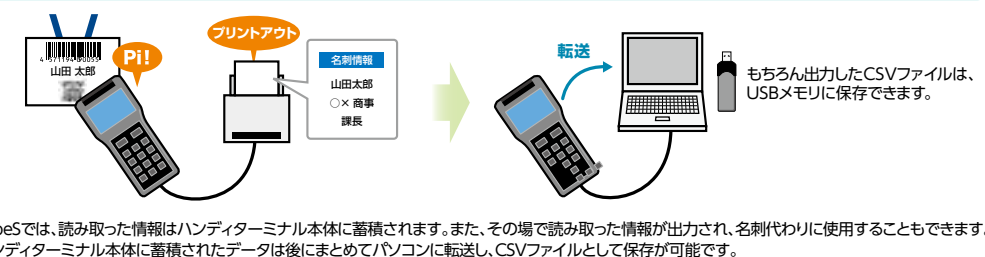 4 571194 90053
山田 太郎
Pi!
プリントアウト
名刺情報
山田太郎
○× 商事
課長
転送
もちろん出力したCSVファイルは、
USBメモリに保存できます。
peSでは、読み取った情報はハンディターミナル本体に蓄積されます。また、その場で読み取った情報が出力され、名刺代わりに使用することもできます。
ンディターミナル本体に蓄積されたデータは後にまとめてパソコンに転送し、CSVファイルとして保存が可能です。